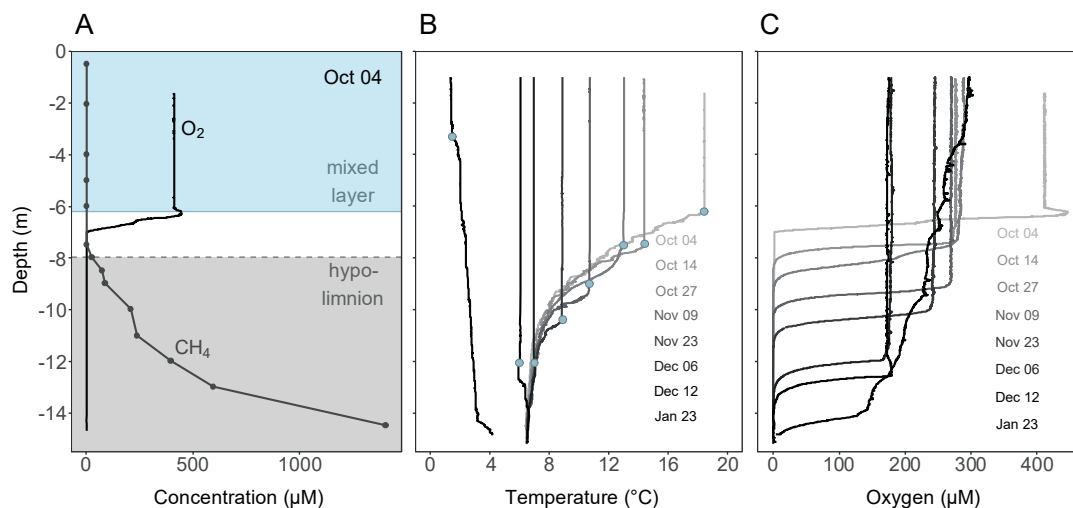 A
B
C
0
-2
-4
-6
-8
-10
-12
-14
Depth (m)
Oct 04
O₂
mixed
layer
hypo-
limnion
CH₄
0
500
1000
Concentration (µM)
Oct 04
Oct 14
Oct 27
Nov 09
Nov 23
Dec 06
Dec 12
Jan 23
0
4
8
12
16
20
Temperature (°C)
Oct 04
Oct 14
Oct 27
Nov 09
Nov 23
Dec 06
Dec 12
Jan 23
0
100
200
300
400
Oxygen (µM)